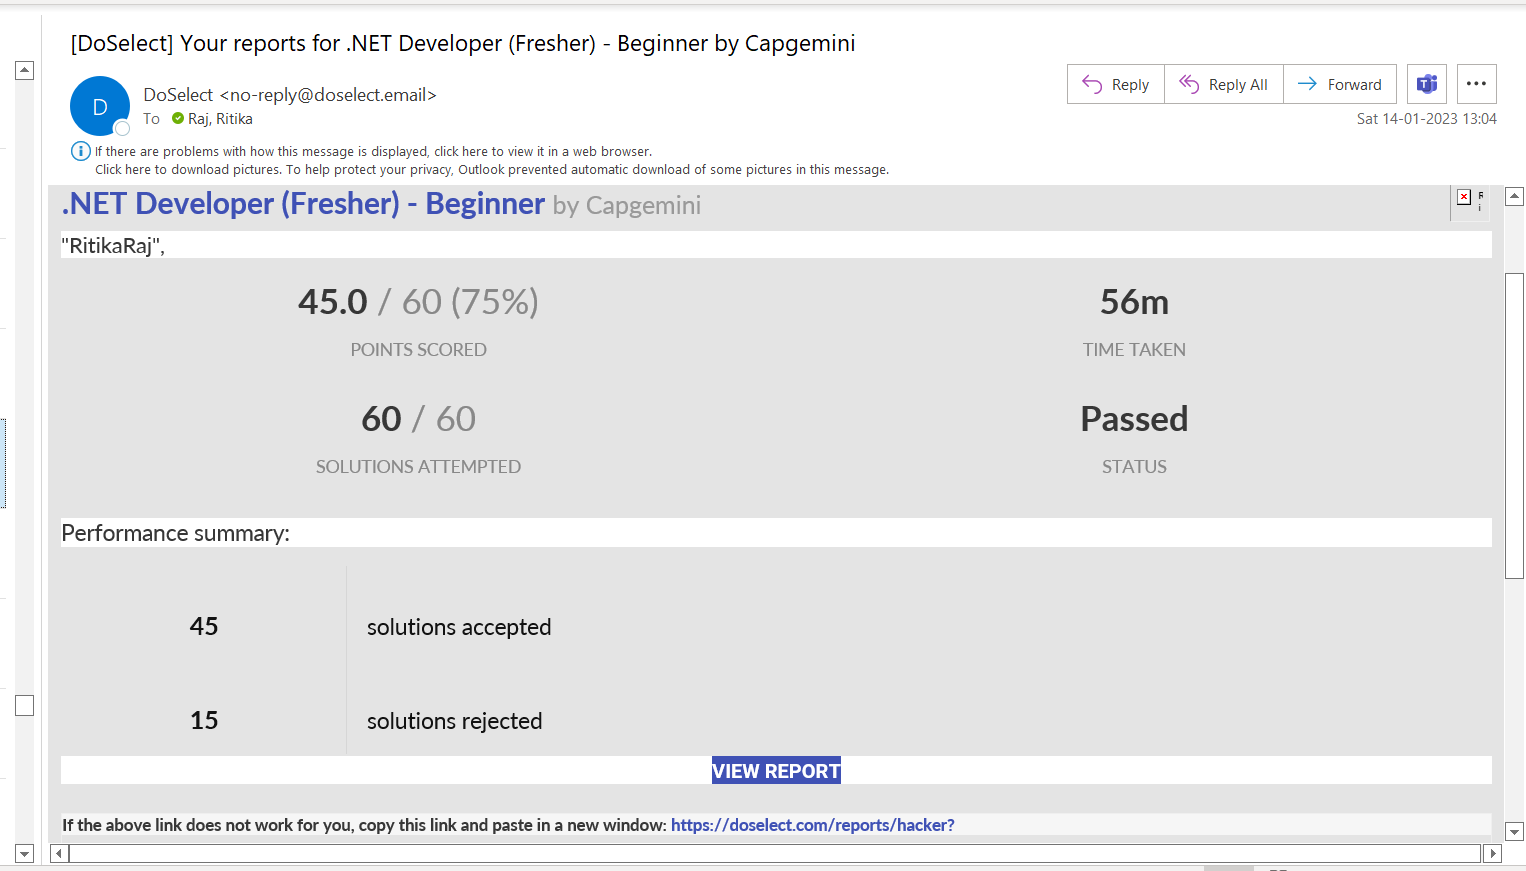 [DoSelect] Your reports for .NET Developer (Fresher) - Beginner by Capgemini
D
DoSelect <no-reply@doselect.email>
To Raj, Ritika
Reply
Reply All
Forward
Sat 14-01-2023 13:04
If there are problems with how this message is displayed, click here to view it in a web browser.
Click here to download pictures. To help protect your privacy, Outlook prevented automatic download of some pictures in this message.
.NET Developer (Fresher) - Beginner by Capgemini
R
i
"RitikaRaj",
45.0 / 60 (75%)
POINTS SCORED
56m
TIME TAKEN
60 / 60
SOLUTIONS ATTEMPTED
Passed
STATUS
Performance summary:
45 solutions accepted
15 solutions rejected
VIEW REPORT
If the above link does not work for you, copy this link and paste in a new window: https://doselect.com/reports/hacker?